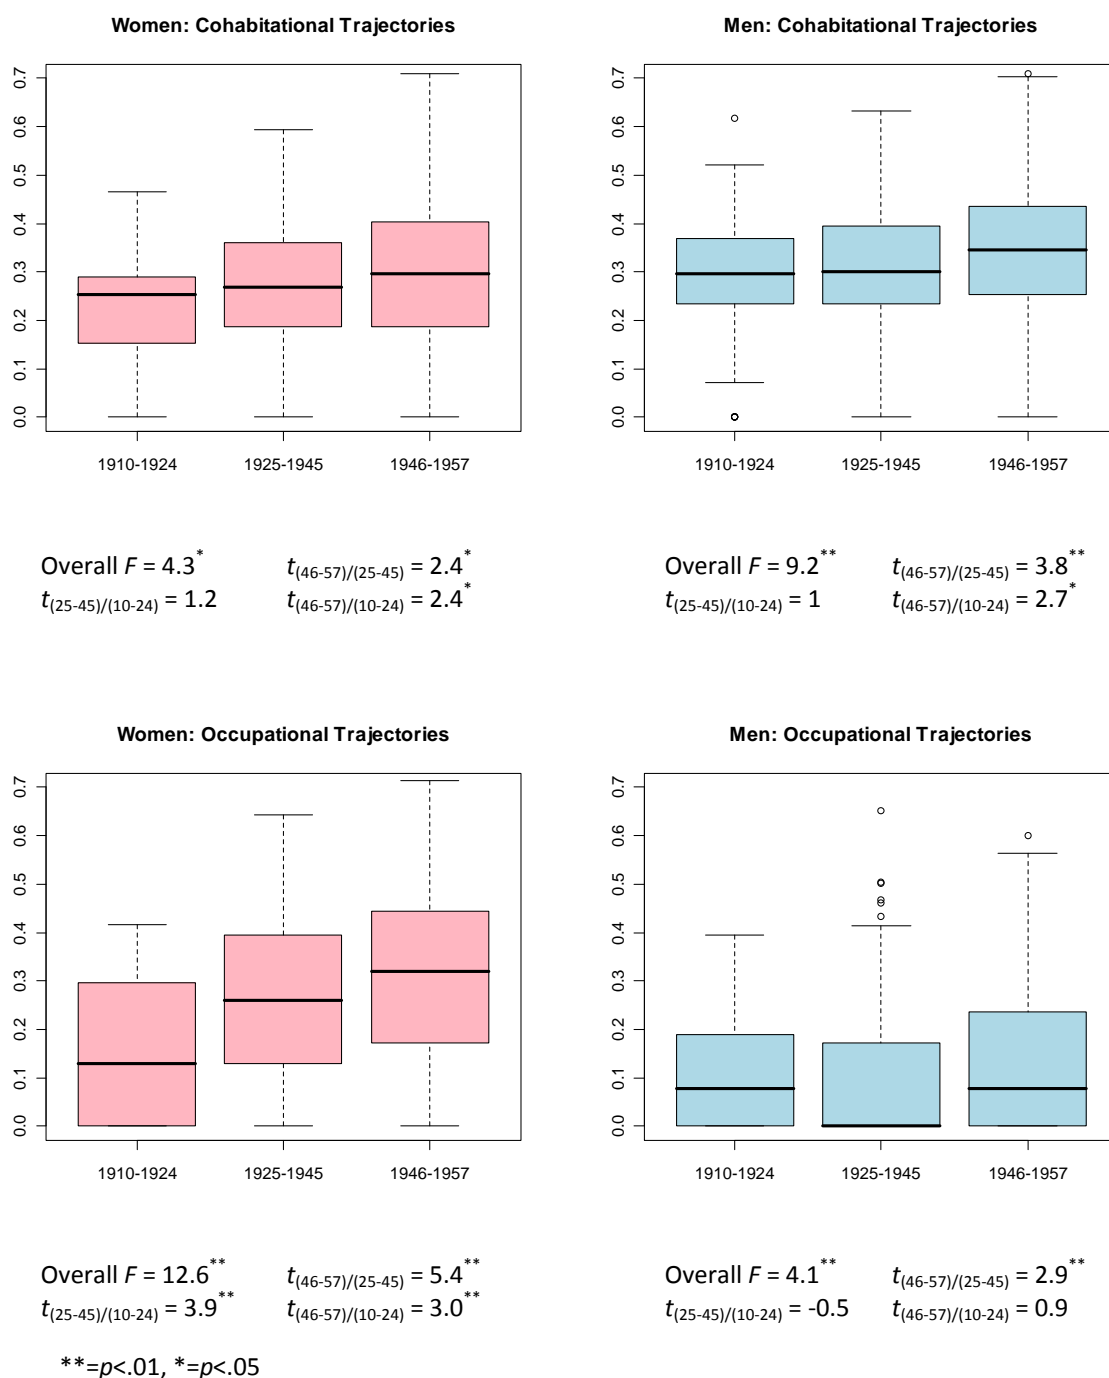 Women: Cohabitational Trajectories
0.7
0.6
0.5
0.4
0.3
0.2
0.1
0.0
1910-1924 1925-1945 1946-1957
Overall F = 4.3* t(46-57)/(25-45) = 2.4*
t(25-45)/(10-24) = 1.2 t(46-57)/(10-24) = 2.4*
Men: Cohabitational Trajectories
0.7
0.6
0.5
0.4
0.3
0.2
0.1
0.0
1910-1924 1925-1945 1946-1957
Overall F = 9.2** t(46-57)/(25-45) = 3.8**
t(25-45)/(10-24) = 1 t(46-57)/(10-24) = 2.7*
Women: Occupational Trajectories
0.7
0.6
0.5
0.4
0.3
0.2
0.1
0.0
1910-1924 1925-1945 1946-1957
Overall F = 12.6** t(46-57)/(25-45) = 5.4**
t(25-45)/(10-24) = 3.9** t(46-57)/(10-24) = 3.0**
Men: Occupational Trajectories
0.7
0.6
0.5
0.4
0.3
0.2
0.1
0.0
1910-1924 1925-1945 1946-1957
Overall F = 4.1** t(46-57)/(25-45) = 2.9**
t(25-45)/(10-24) = -0.5 t(46-57)/(10-24) = 0.9
**=p<.01, *=p<.05